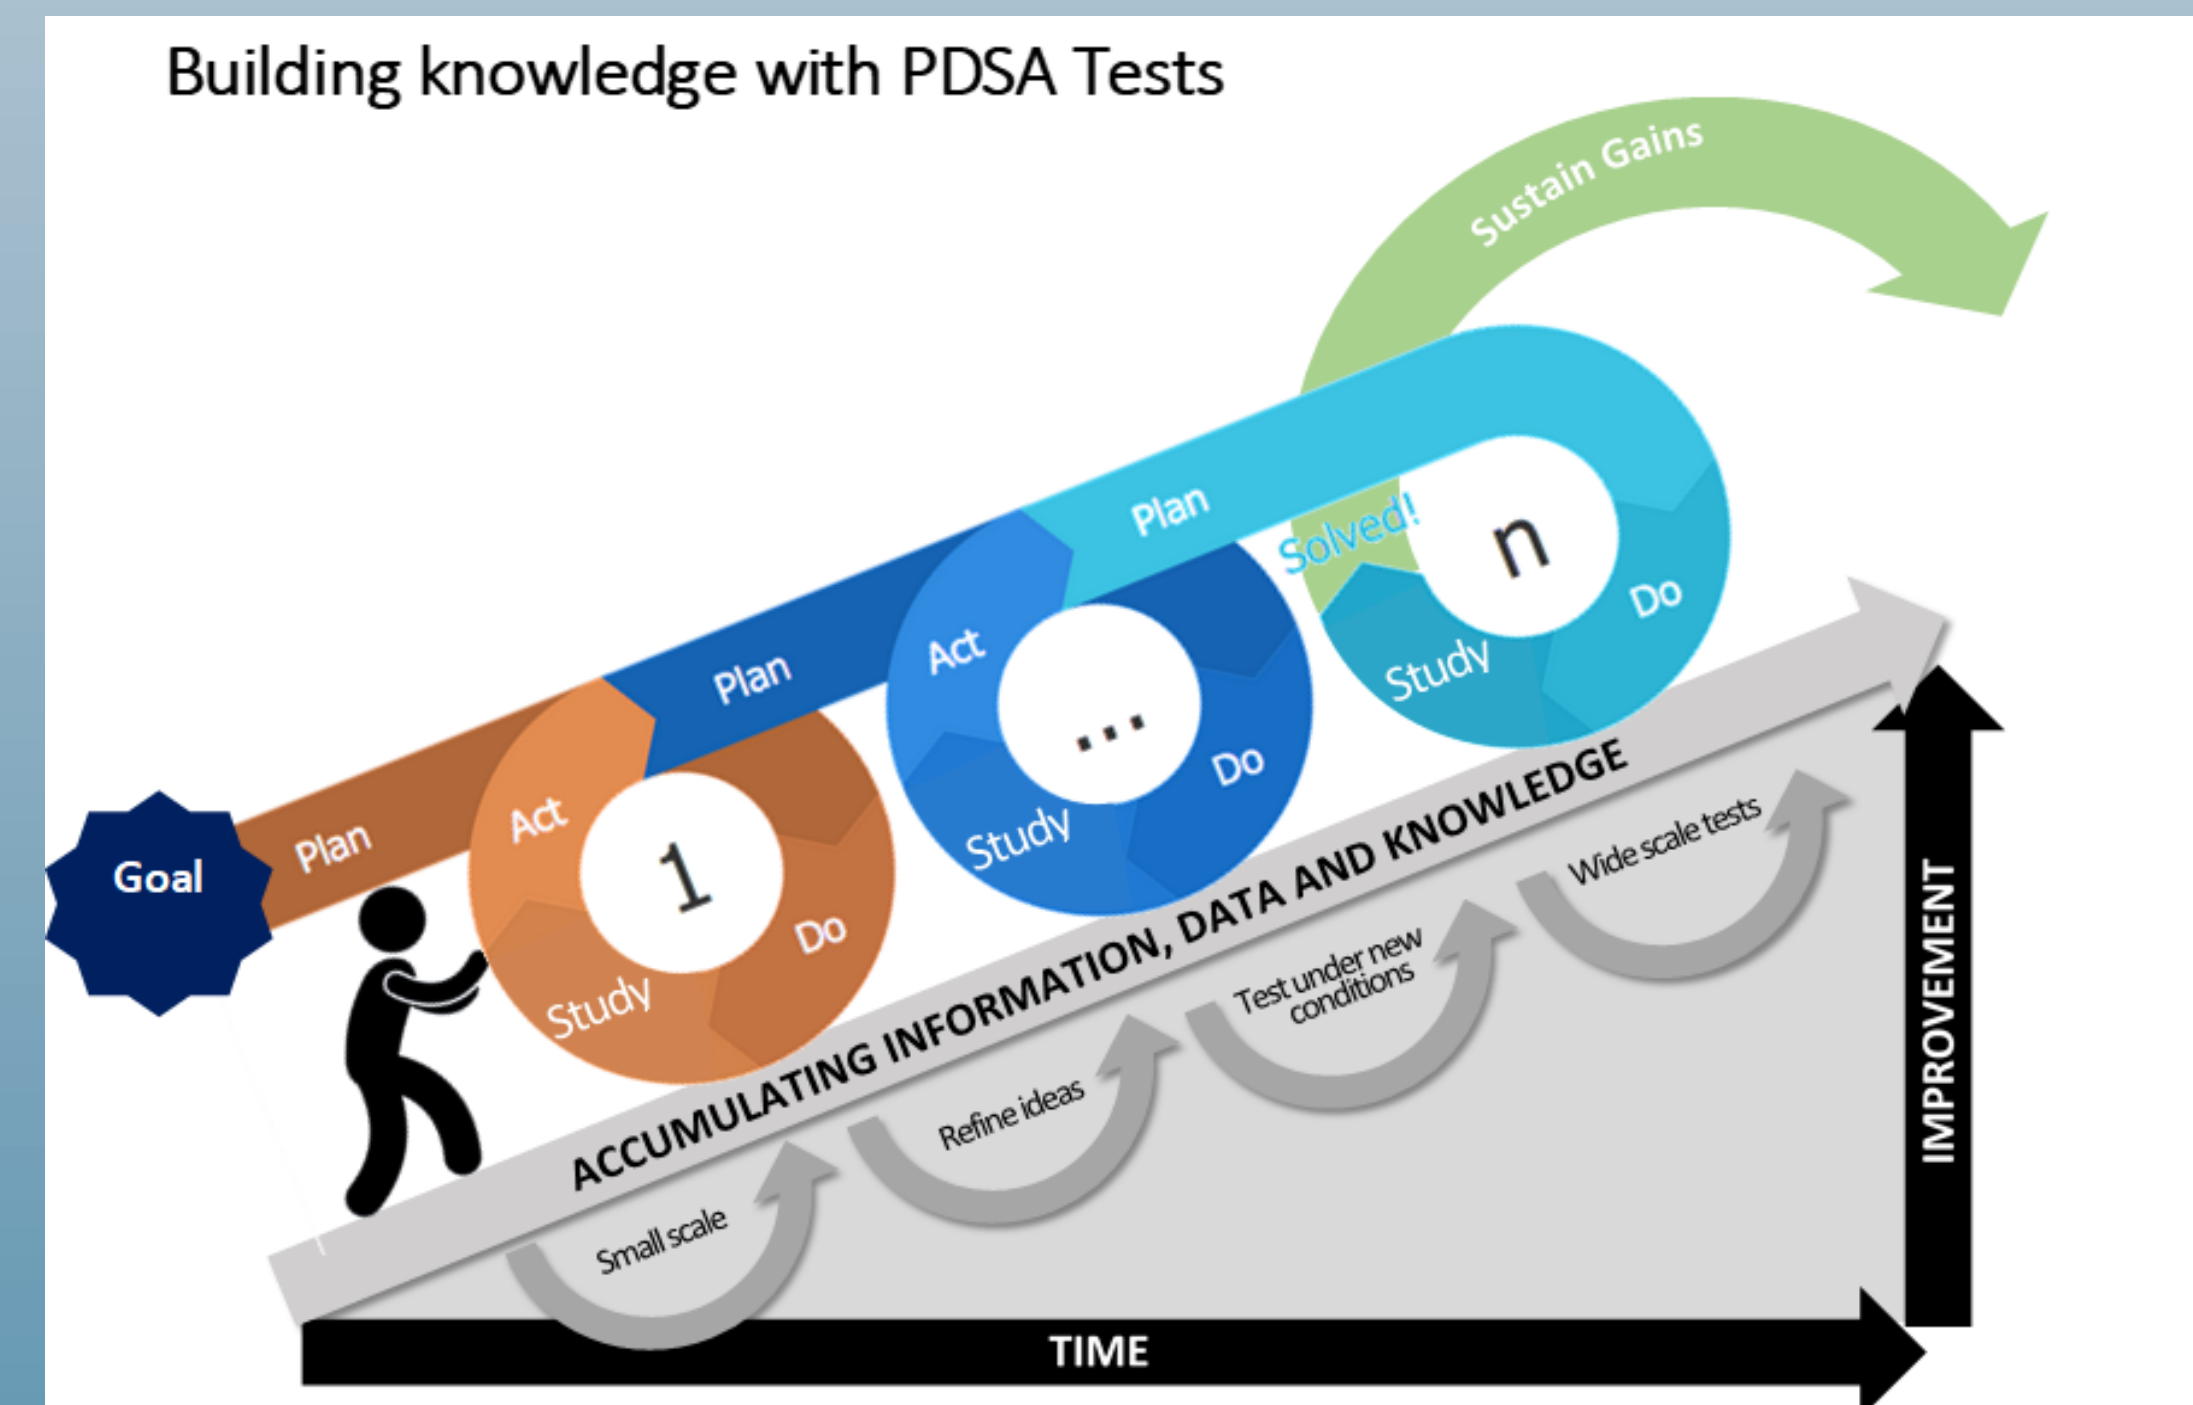 Building knowledge with PDSA Tests
Sustain Gains
Goal
Plan
Act
1
Do
Study
Plan
Act
...
Do
Study
Plan
Solved!
n
Do
Study
ACCUMULATING INFORMATION, DATA AND KNOWLEDGE
Small scale
Refine ideas
Test under new
conditions
Wide scale tests
IMPROVEMENT
TIME